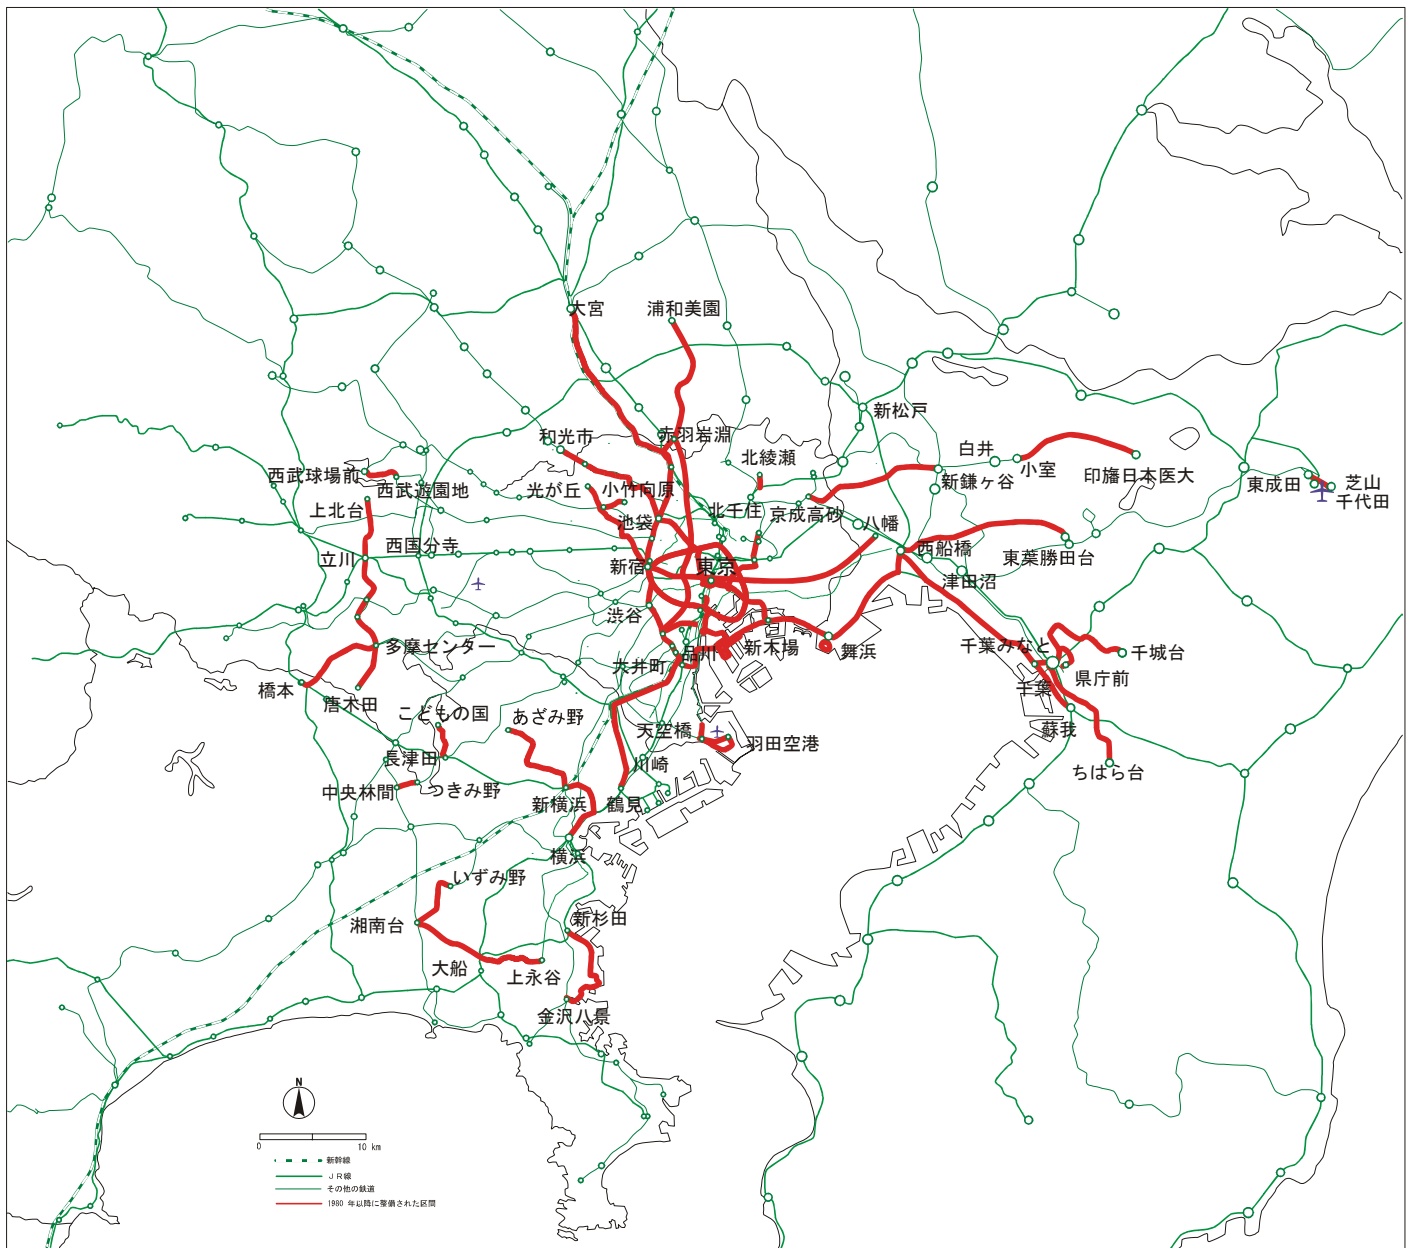 大宮
浦和美園
新松戸
和光市
赤羽岩淵
北綾瀬
白井
小室
印旛日本医大
西武球場前
西武遊園地
光が丘
小竹向原
新鎌ヶ谷
東成田
芝山
千代田
上北台
池袋
北千住
京成高砂
八幡
立川
西国分寺
新宿
東京
西船橋
東葉勝田台
津田沼
渋谷
多摩センター
大井町
品川
新木場
舞浜
千葉みなと
千城台
橋本
唐木田
こどもの国
あざみ野
千葉
県庁前
天空橋
羽田空港
蘇我
長津田
川崎
ちはら台
中央林間
つきみ野
新横浜
鶴見
横浜
いずみ野
湘南台
新杉田
大船
上永谷
金沢八景
N
0 10 km
新幹線
ＪＲ線
その他の鉄道
1980 年以降に整備された区間